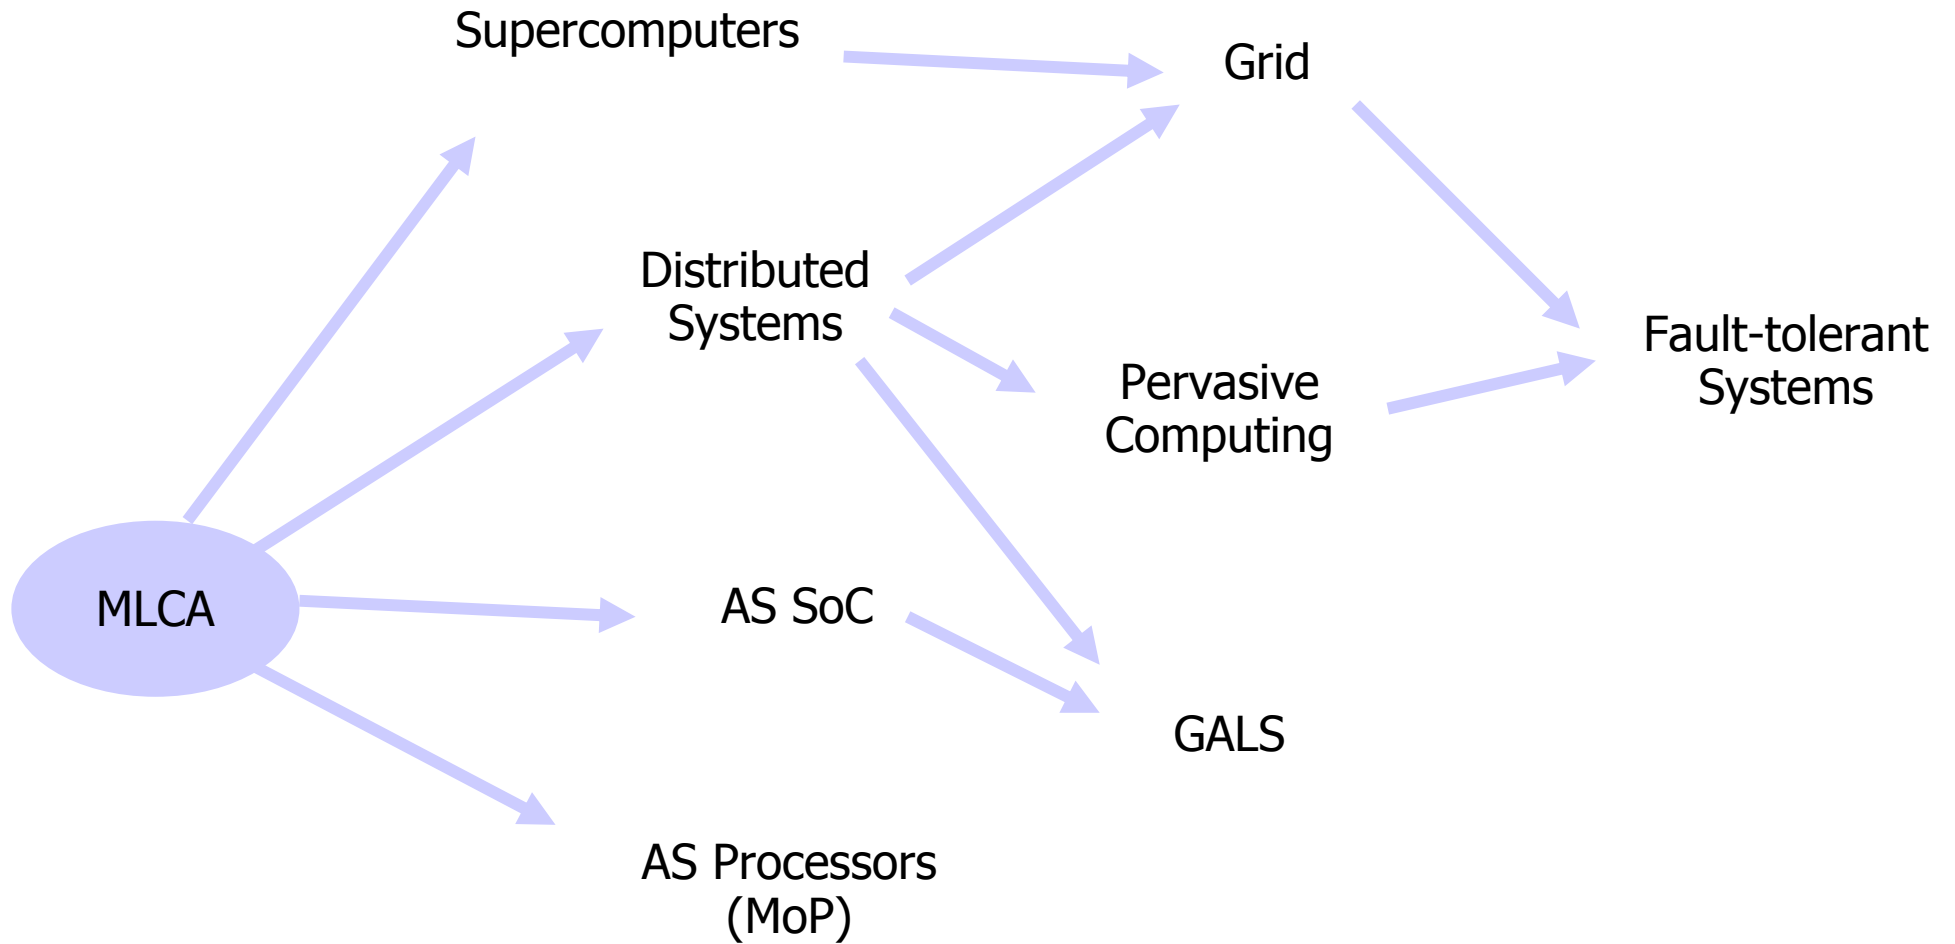 Supercomputers
Grid
Distributed
Systems
Fault-tolerant
Systems
Pervasive
Computing
MLCA
AS SoC
GALS
AS Processors
(MoP)